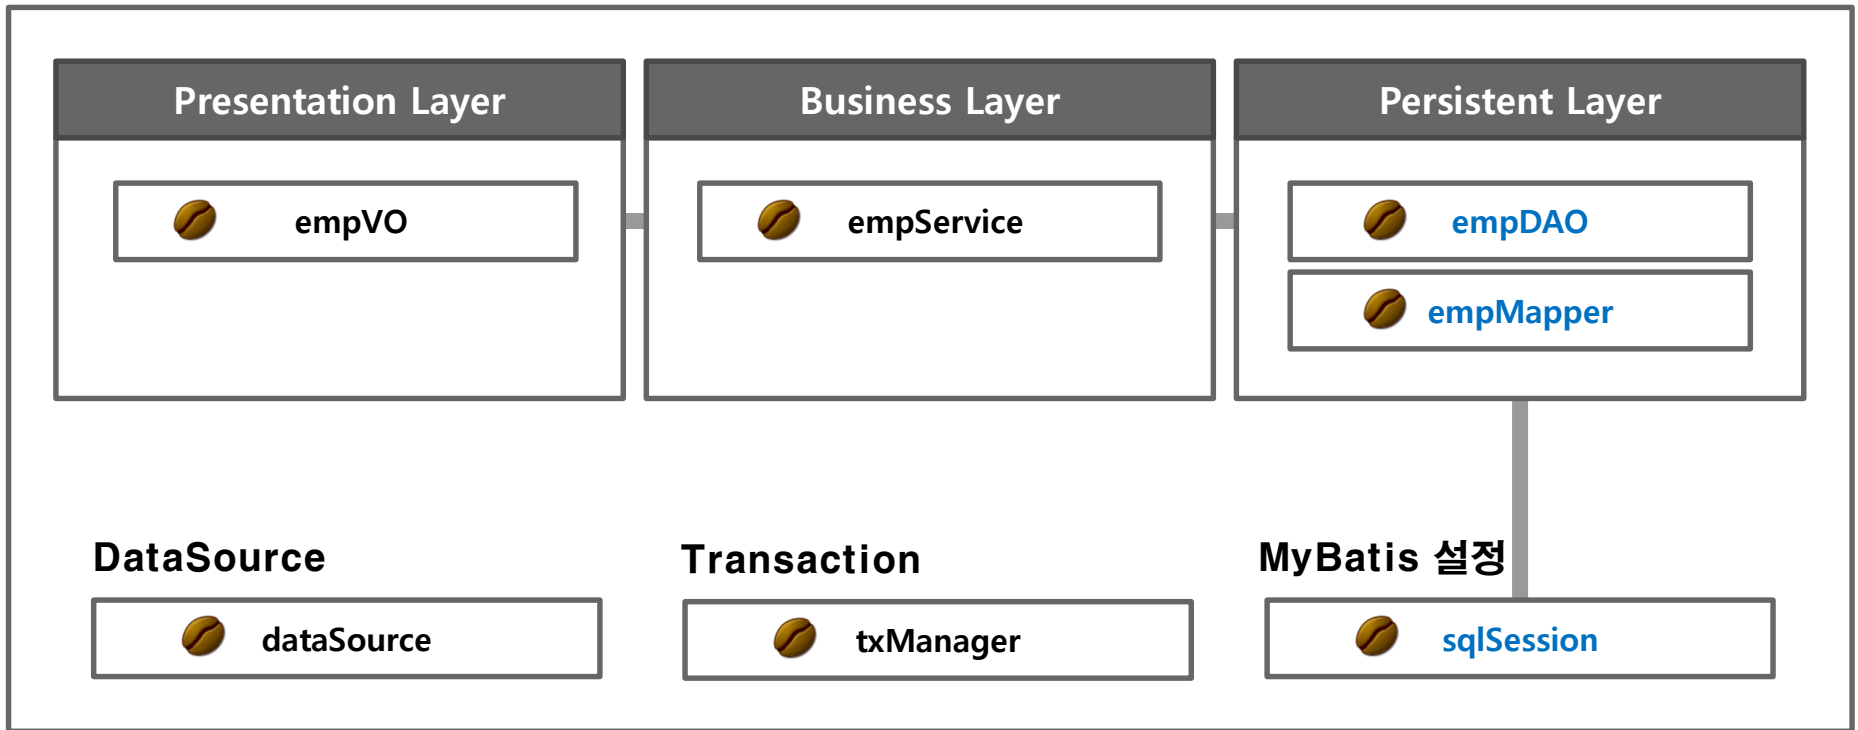 Presentation Layer
Business Layer
Persistent Layer
empVO
empService
empDAO
empMapper
DataSource
Transaction
MyBatis 설정
dataSource
txManager
sqlSession